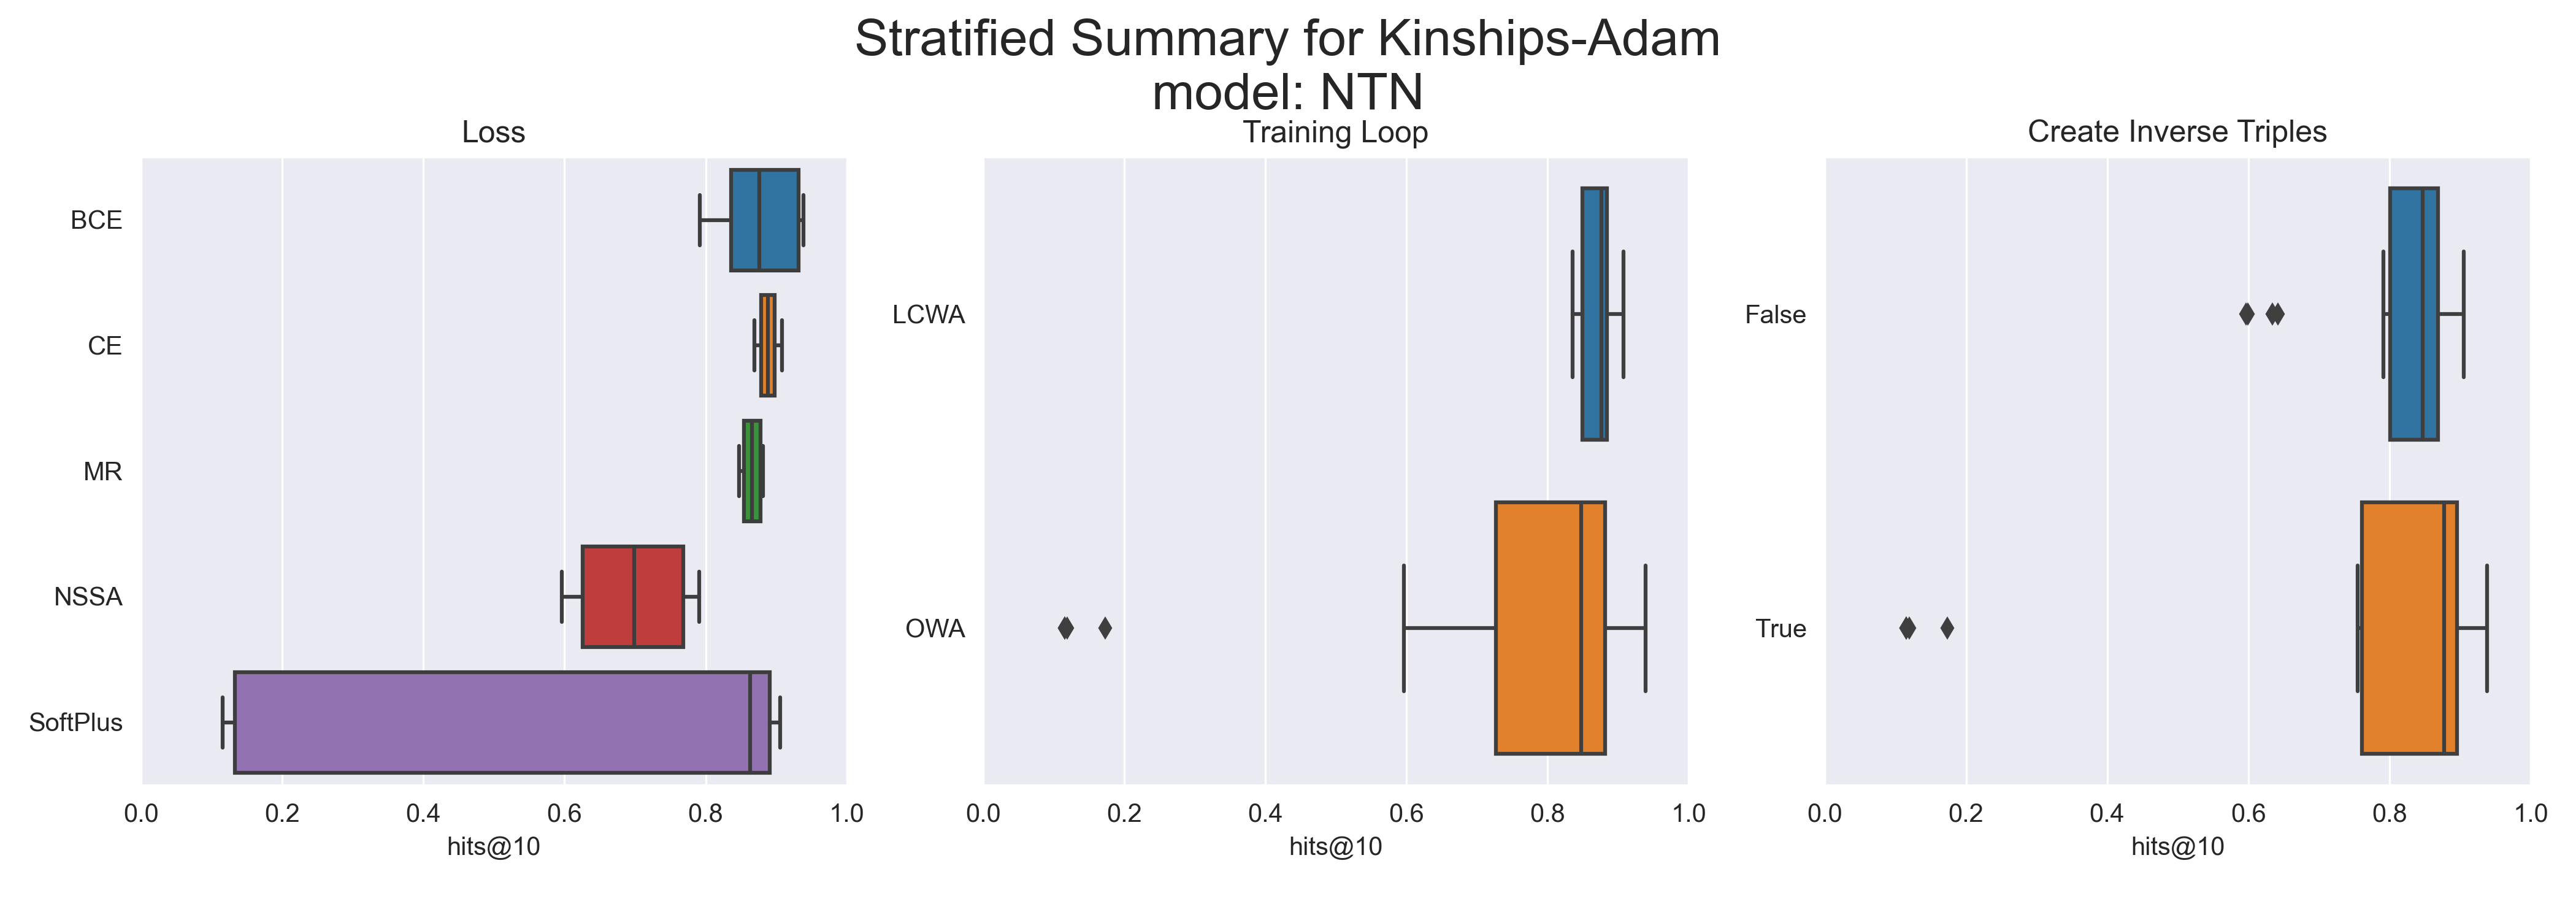 Stratified Summary for Kinships-Adam
model: NTN
Loss
BCE
CE
MR
NSSA
SoftPlus
0.0 0.2 0.4 0.6 0.8 1.0
hits@10
Training Loop
LCWA
OWA
0.0 0.2 0.4 0.6 0.8 1.0
hits@10
Create Inverse Triples
False
True
0.0 0.2 0.4 0.6 0.8 1.0
hits@10